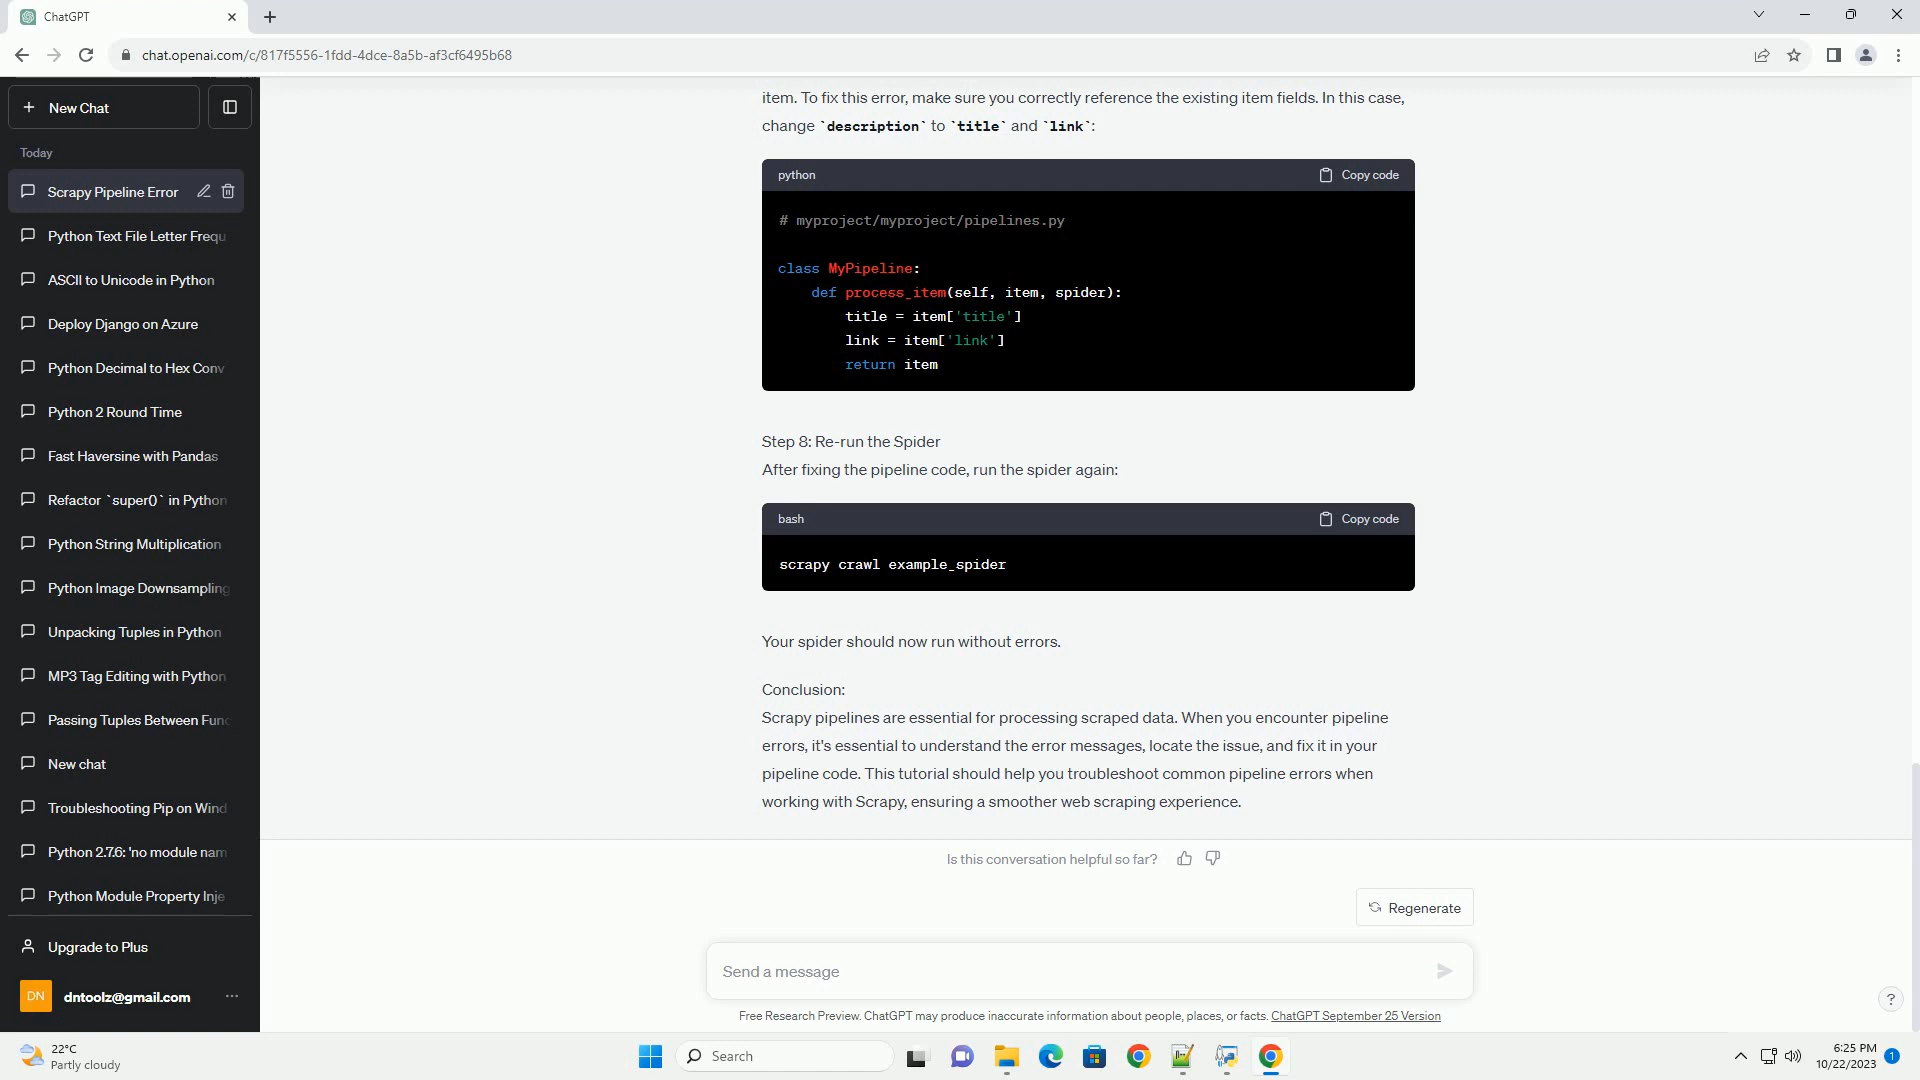 ChatGPT
chat.openai.com/c/817f5556-1fdd-4dce-8a5b-af3cf6495b68
New Chat
Today
Scrapy Pipeline Error
Python Text File Letter Frequ
ASCII to Unicode in Python
Deploy Django on Azure
Python Decimal to Hex Conv
Python 2 Round Time
Fast Haversine with Pandas
Refactor `super()` in Python
Python String Multiplication
Python Image Downsampling
Unpacking Tuples in Python
MP3 Tag Editing with Python
Passing Tuples Between Func
New chat
Troubleshooting Pip on Wind
Python 2.7.6: 'no module nam
Python Module Property Inje
Upgrade to Plus
DN dntoolz@gmail.com
item. To fix this error, make sure you correctly reference the existing item fields. In this case,
change `description` to `title` and `link`:
python Copy code
# myproject/myproject/pipelines.py
class MyPipeline:
def process_item(self, item, spider):
title = item['title']
link = item['link']
return item
Step 8: Re-run the Spider
After fixing the pipeline code, run the spider again:
bash Copy code
scrapy crawl example_spider
Your spider should now run without errors.
Conclusion:
Scrapy pipelines are essential for processing scraped data. When you encounter pipeline
errors, it's essential to understand the error messages, locate the issue, and fix it in your
pipeline code. This tutorial should help you troubleshoot common pipeline errors when
working with Scrapy, ensuring a smoother web scraping experience.
Is this conversation helpful so far?
Regenerate
Send a message
Free Research Preview. ChatGPT may produce inaccurate information about people, places, or facts. ChatGPT September 25 Version
?
22°C
Partly cloudy
Search
6:25 PM
10/22/2023
1